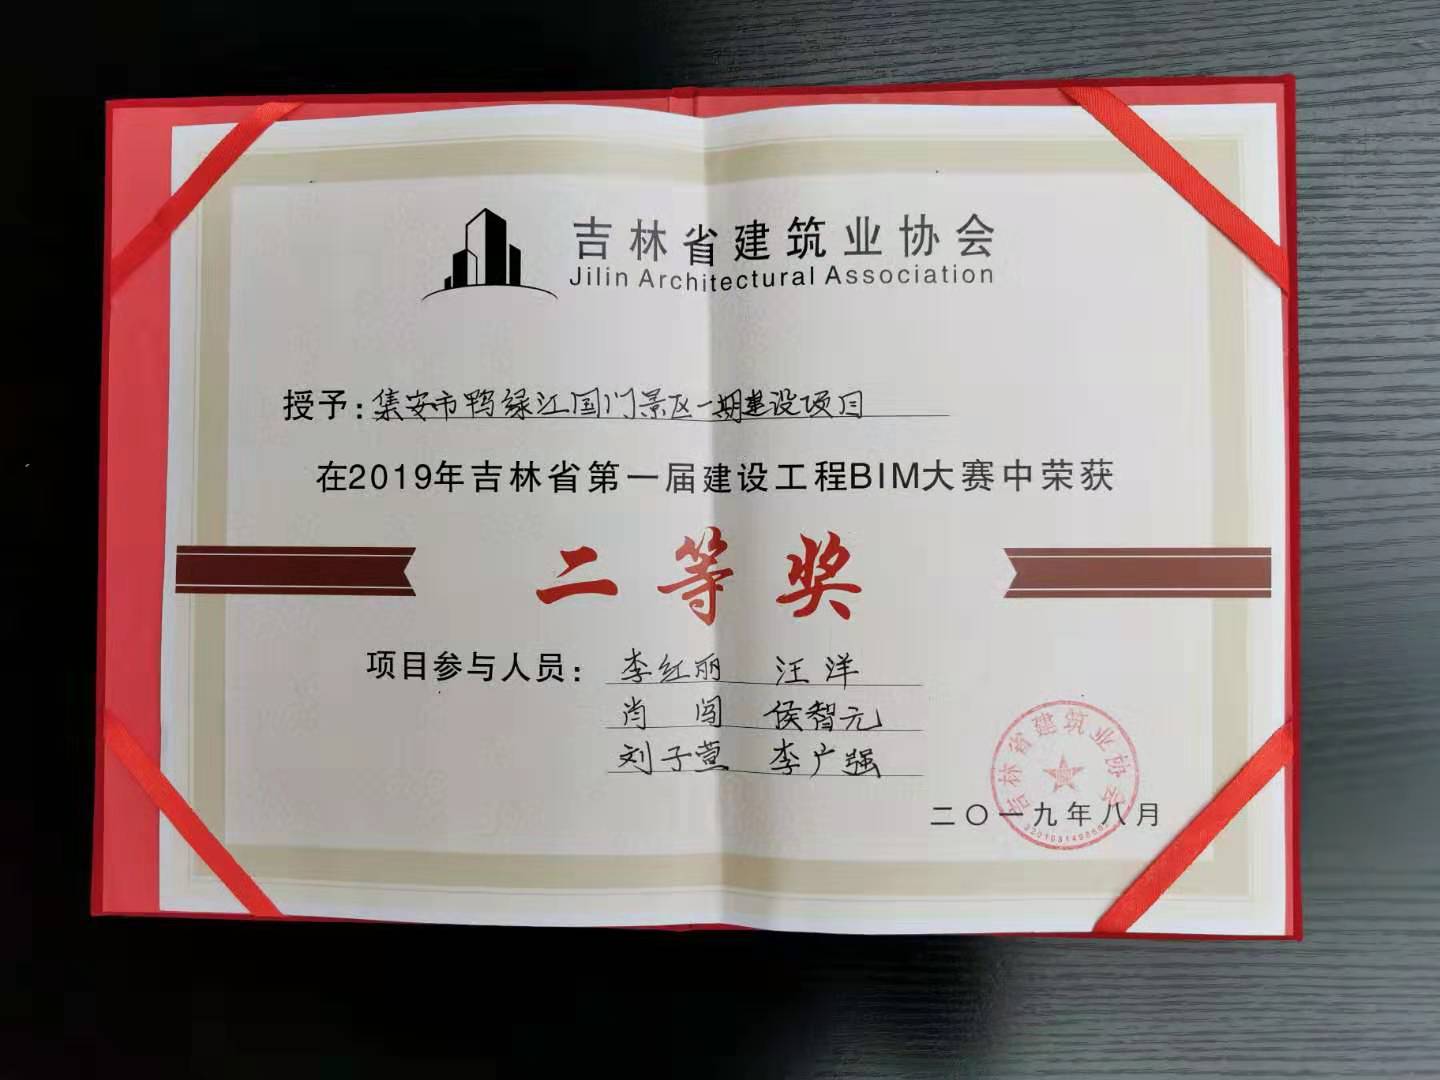 吉林省建筑业协会
Jilin Architectural Association
授予:集安市鸭绿江国门景区一期建设项目
在2019年吉林省第一届建设工程BIM大赛中荣获
二等奖
项目参与人员:李红丽 汪洋
肖闯 侯智元
刘子萱 李广强
吉林省建筑业协会
二〇一九年八月